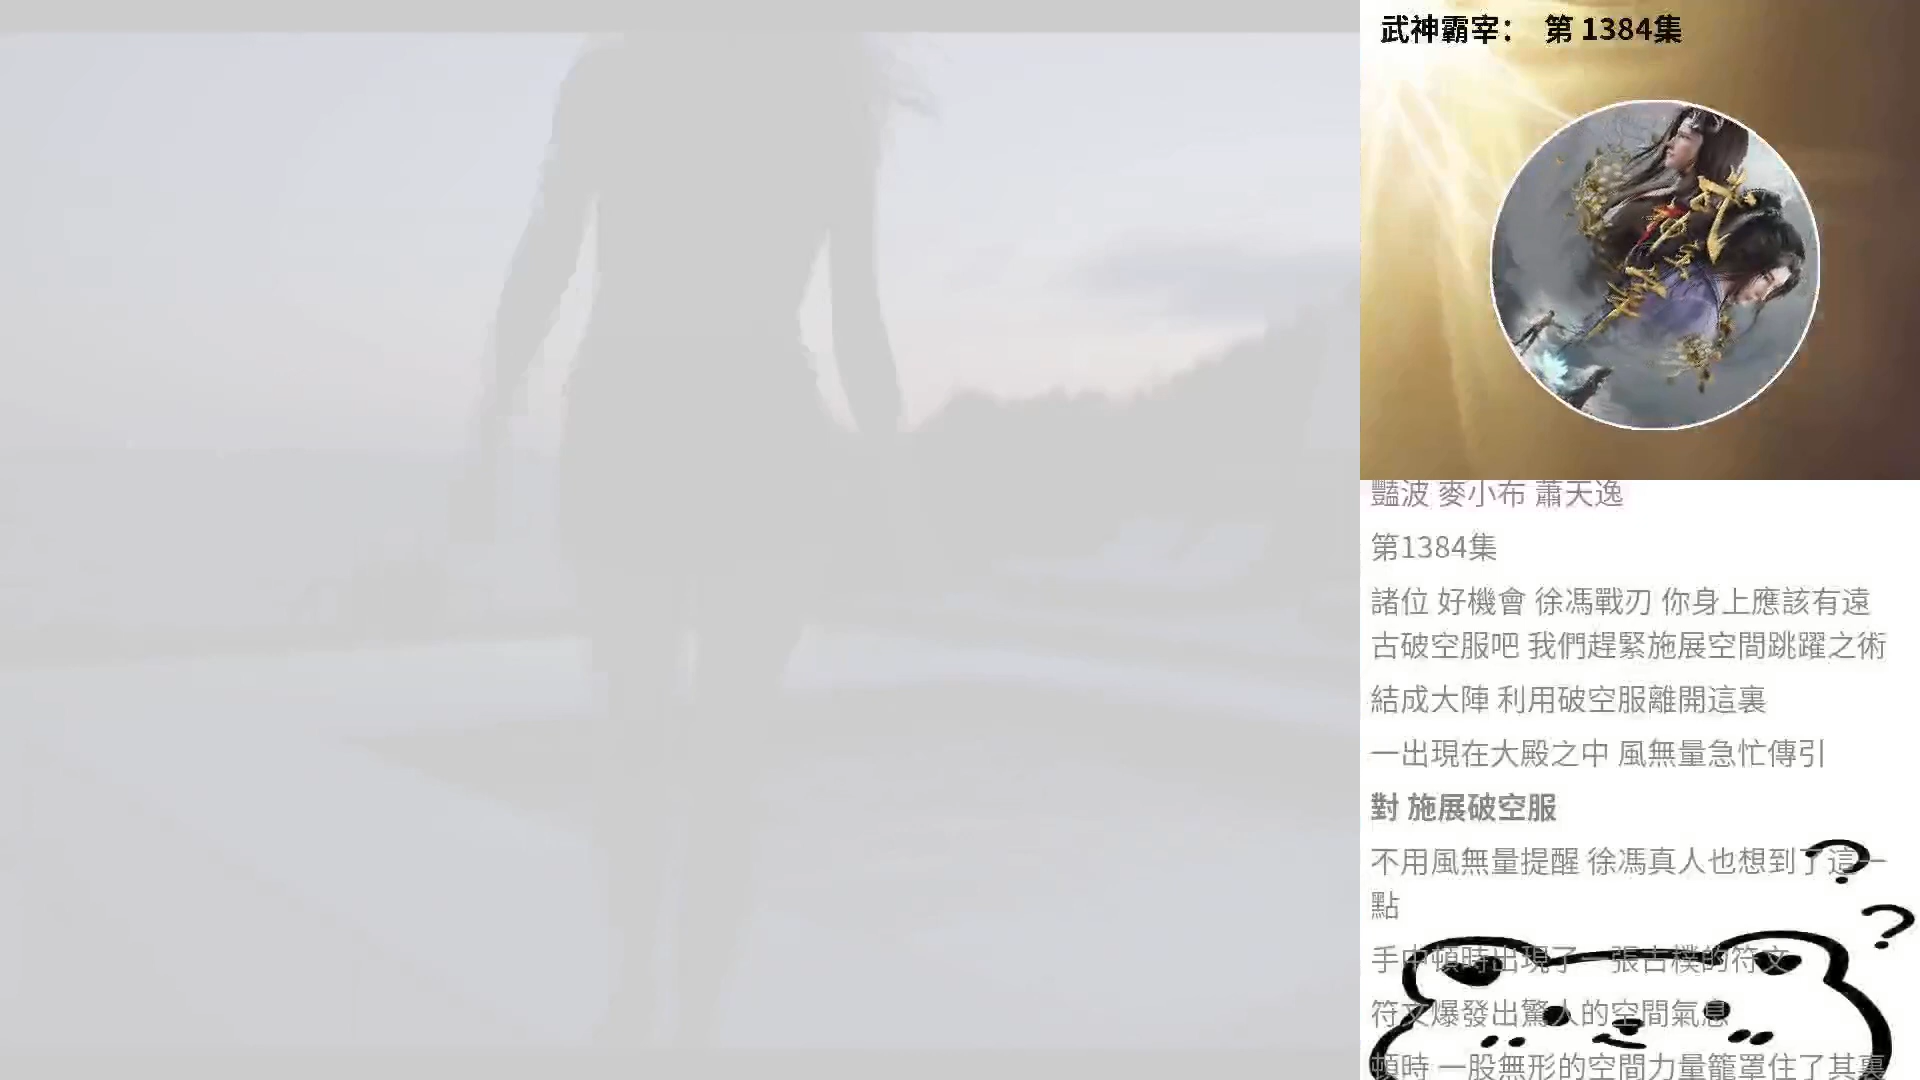 武神霸宰： 第 1384集
豔波 麥小布 蕭天逸
第1384集
諸位 好機會 徐馮戰刃 你身上應該有遠
古破空服吧 我們趕緊施展空間跳躍之術
結成大陣 利用破空服離開這裏
一出現在大殿之中 風無量急忙傳引
對 施展破空服
不用風無量提醒 徐馮真人也想到了這一
點
手中頓時出現了一張古樸的符文
符文爆發出驚人的空間氣息
頓時 一股無形的空間力量籠罩住了其裏